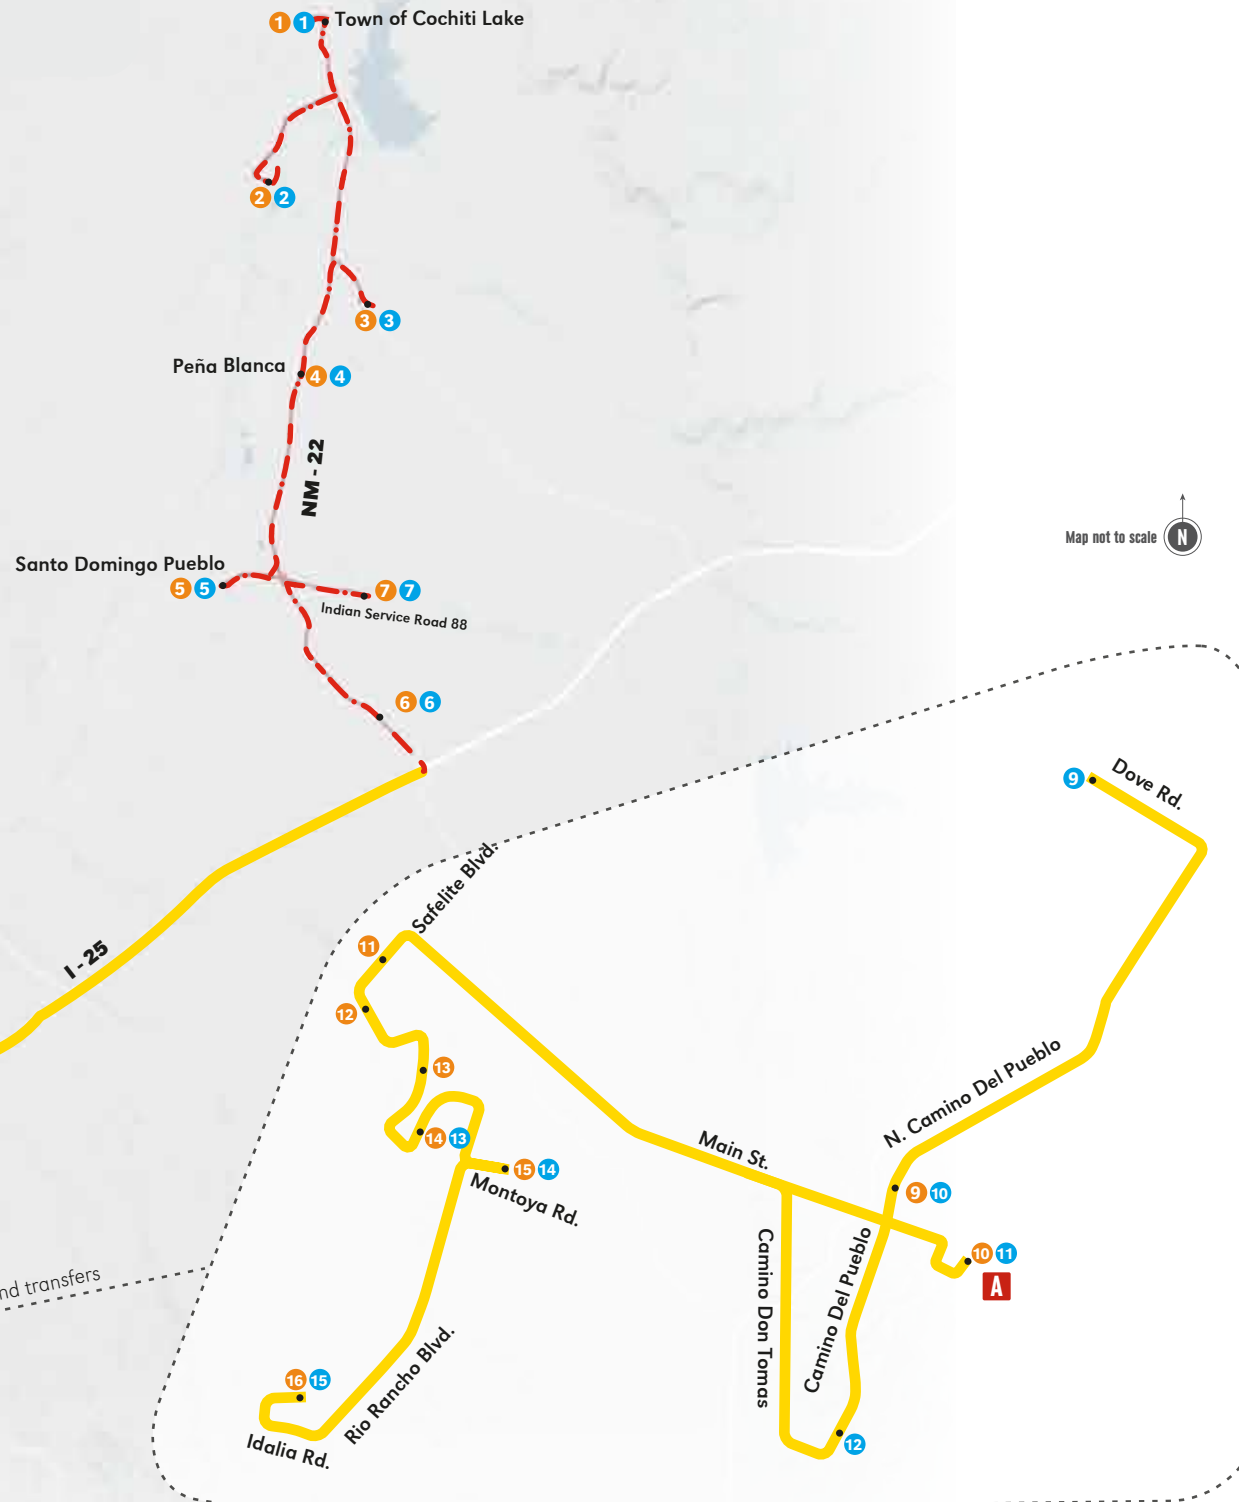 1 1 Town of Cochiti Lake
2 2
3 3
Peña Blanca 4 4
NM - 22
Map not to scale N
Santo Domingo Pueblo
5 5
7 7
Indian Service Road 88
6 6
9 Dove Rd.
Safelite Blvd.
11
I - 25
12
13
N. Camino Del Pueblo
14 13
Main St.
15 14
Montoya Rd.
9 10
Camino Don Tomas
Camino Del Pueblo
10 11
A
nd transfers
Rio Rancho Blvd.
16 15
Idalia Rd.
12